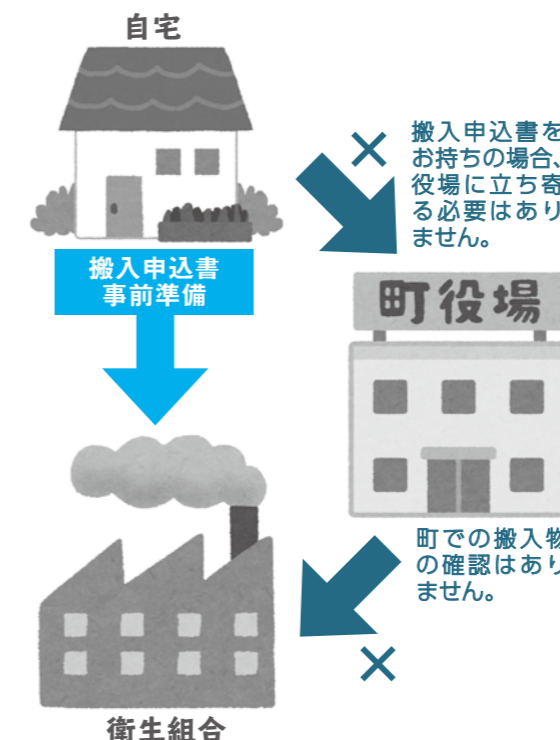 自宅
搬入申込書を
お持ちの場合、
役場に立ち寄
る必要はあり
ません。
搬入申込書
事前準備
町役場
町での搬入物
の確認はあり
ません。
衛生組合